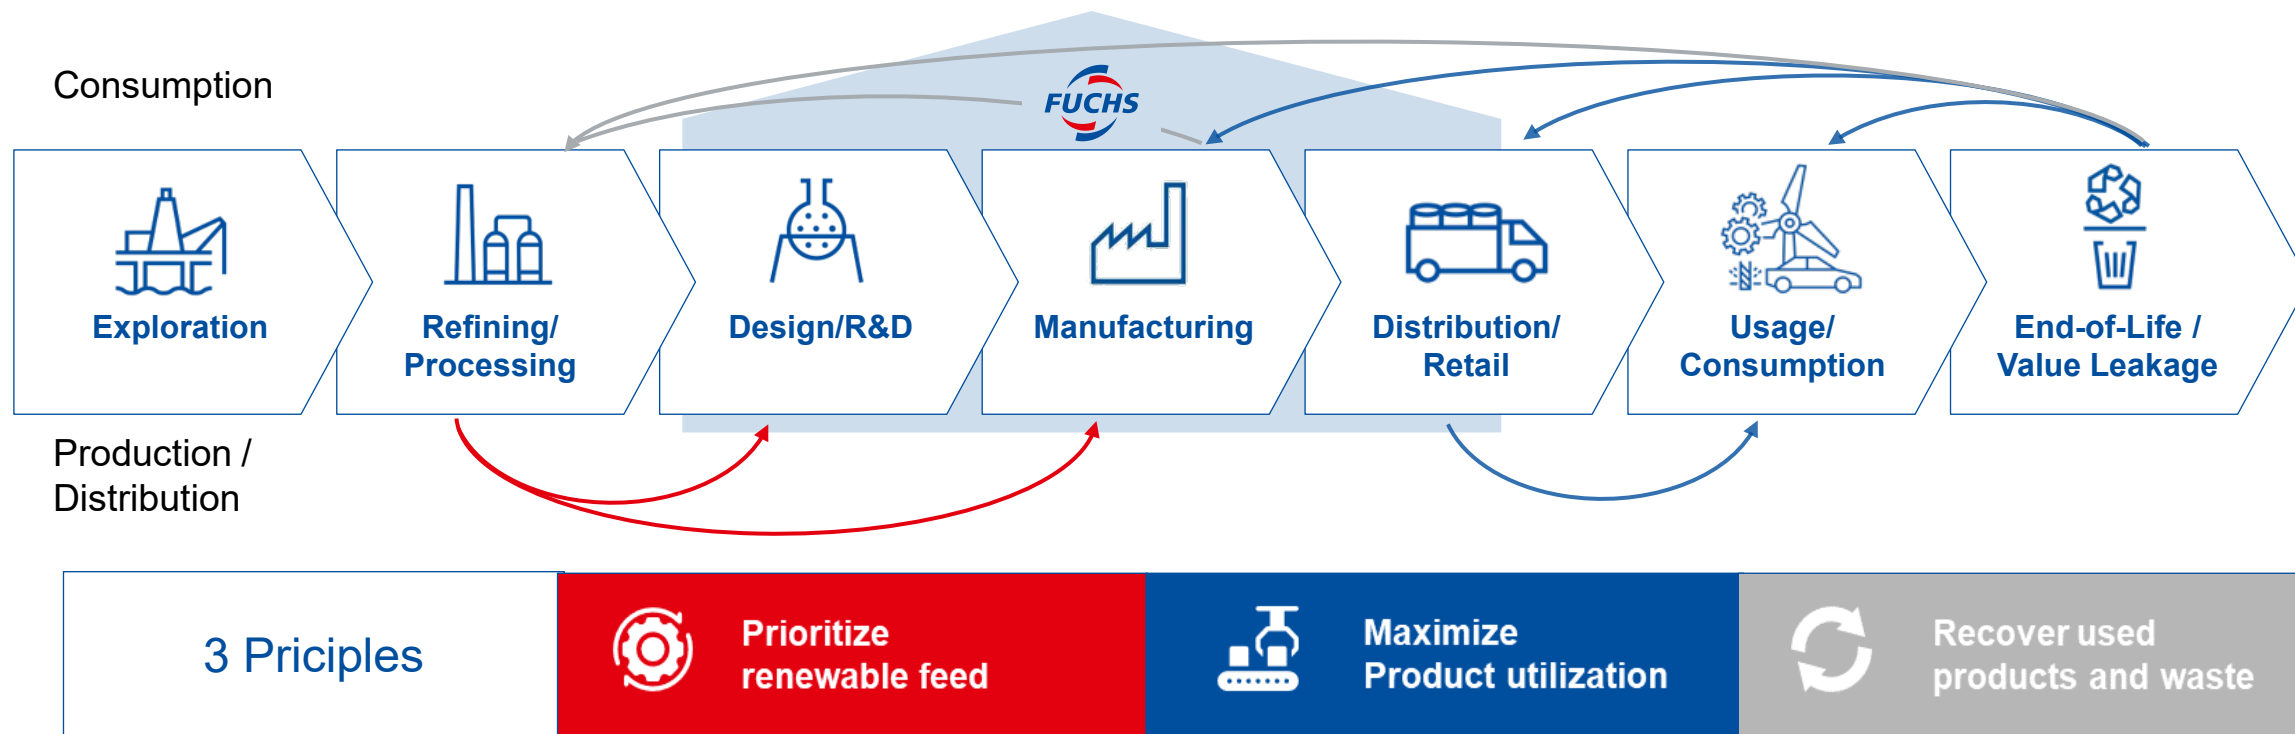 Consumption
FUCHS
Exploration
Refining/
Processing
Design/R&D
Manufacturing
Distribution/
Retail
Usage/
Consumption
End-of-Life /
Value Leakage
Production /
Distribution
3 Priciples
Prioritize
renewable feed
Maximize
Product utilization
Recover used
products and waste